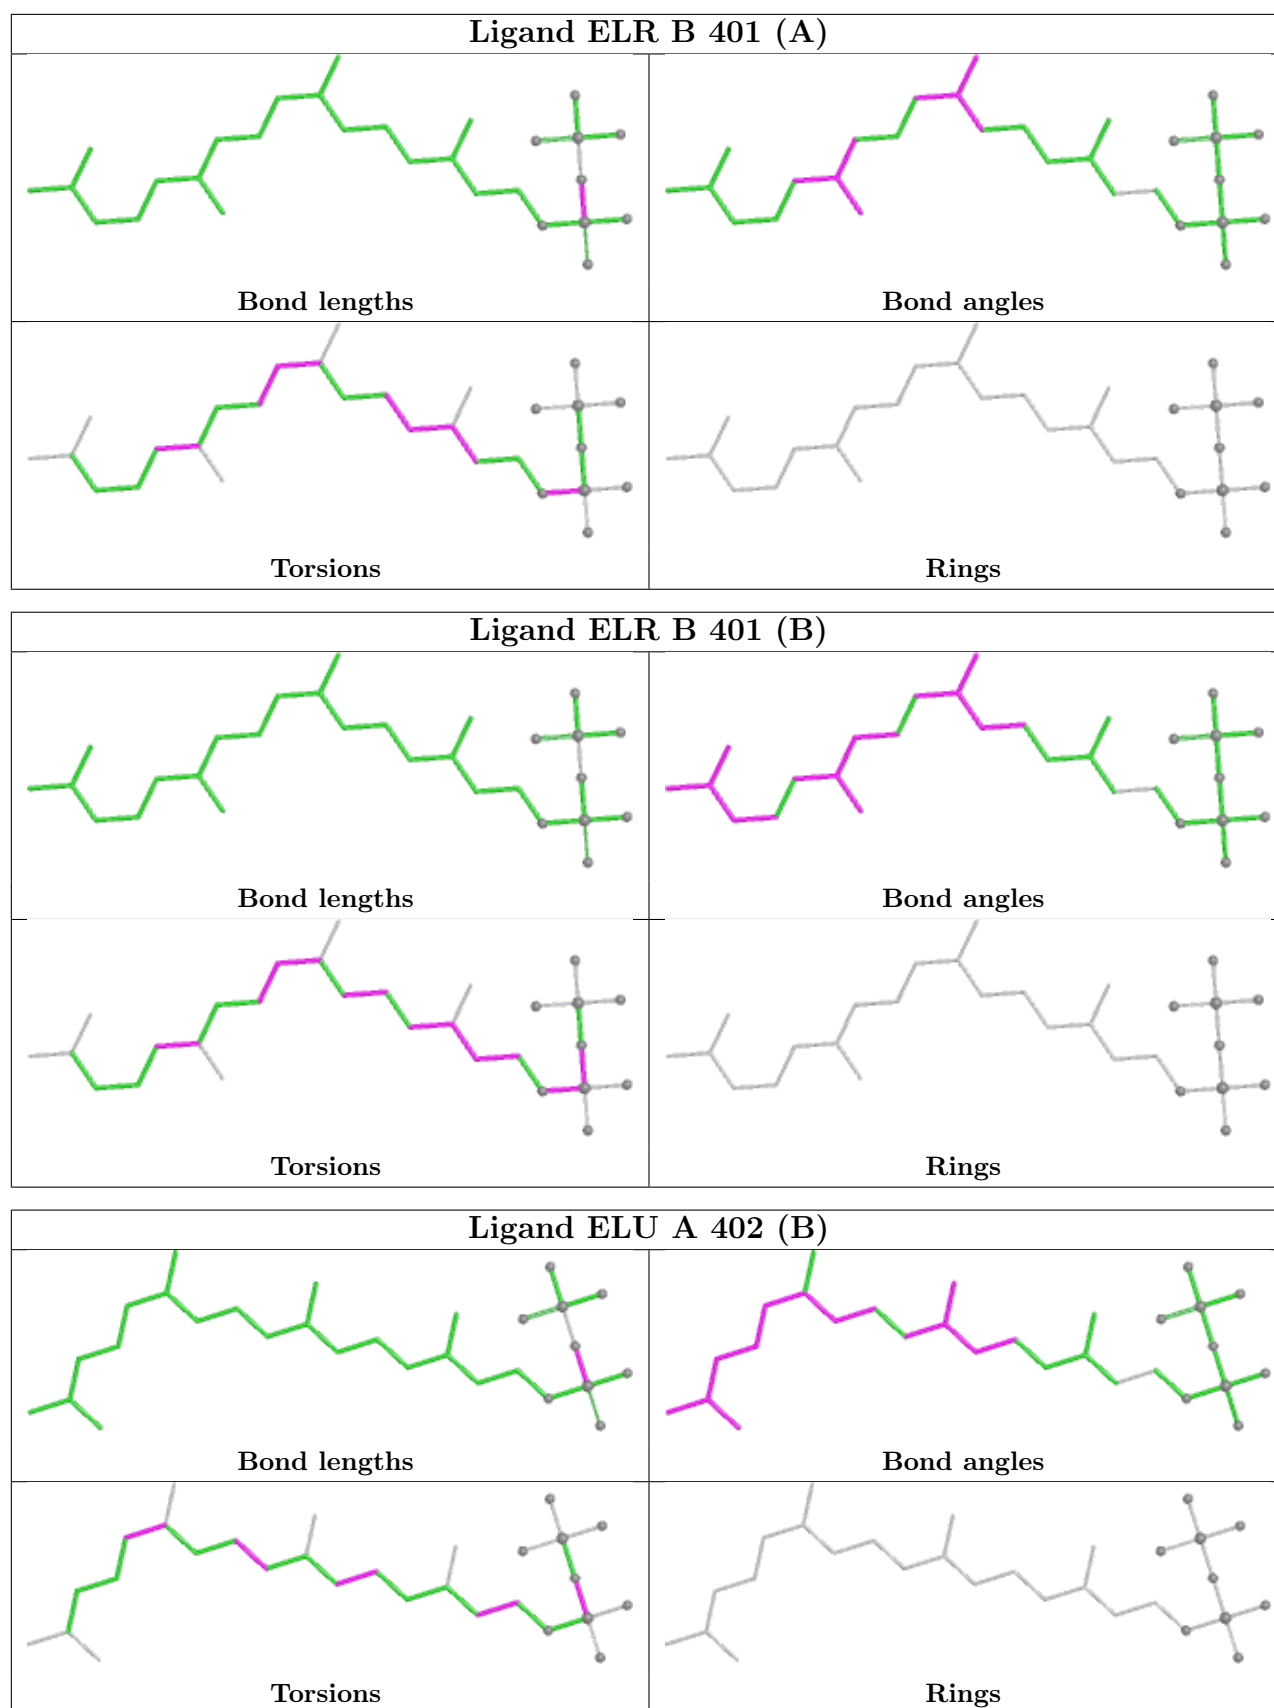 Ligand ELR B 401 (A)
Bond lengths
Bond angles
Torsions
Rings
Ligand ELR B 401 (B)
Bond lengths
Bond angles
Torsions
Rings
Ligand ELU A 402 (B)
Bond lengths
Bond angles
Torsions
Rings